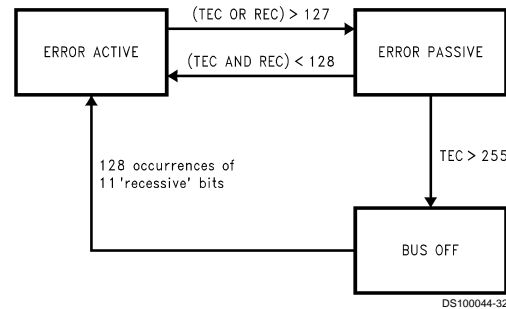 (TEC OR REC) > 127
ERROR ACTIVE
ERROR PASSIVE
(TEC AND REC) < 128
128 occurrences of
11 'recessive' bits
TEC > 255
BUS OFF
DS100044-32